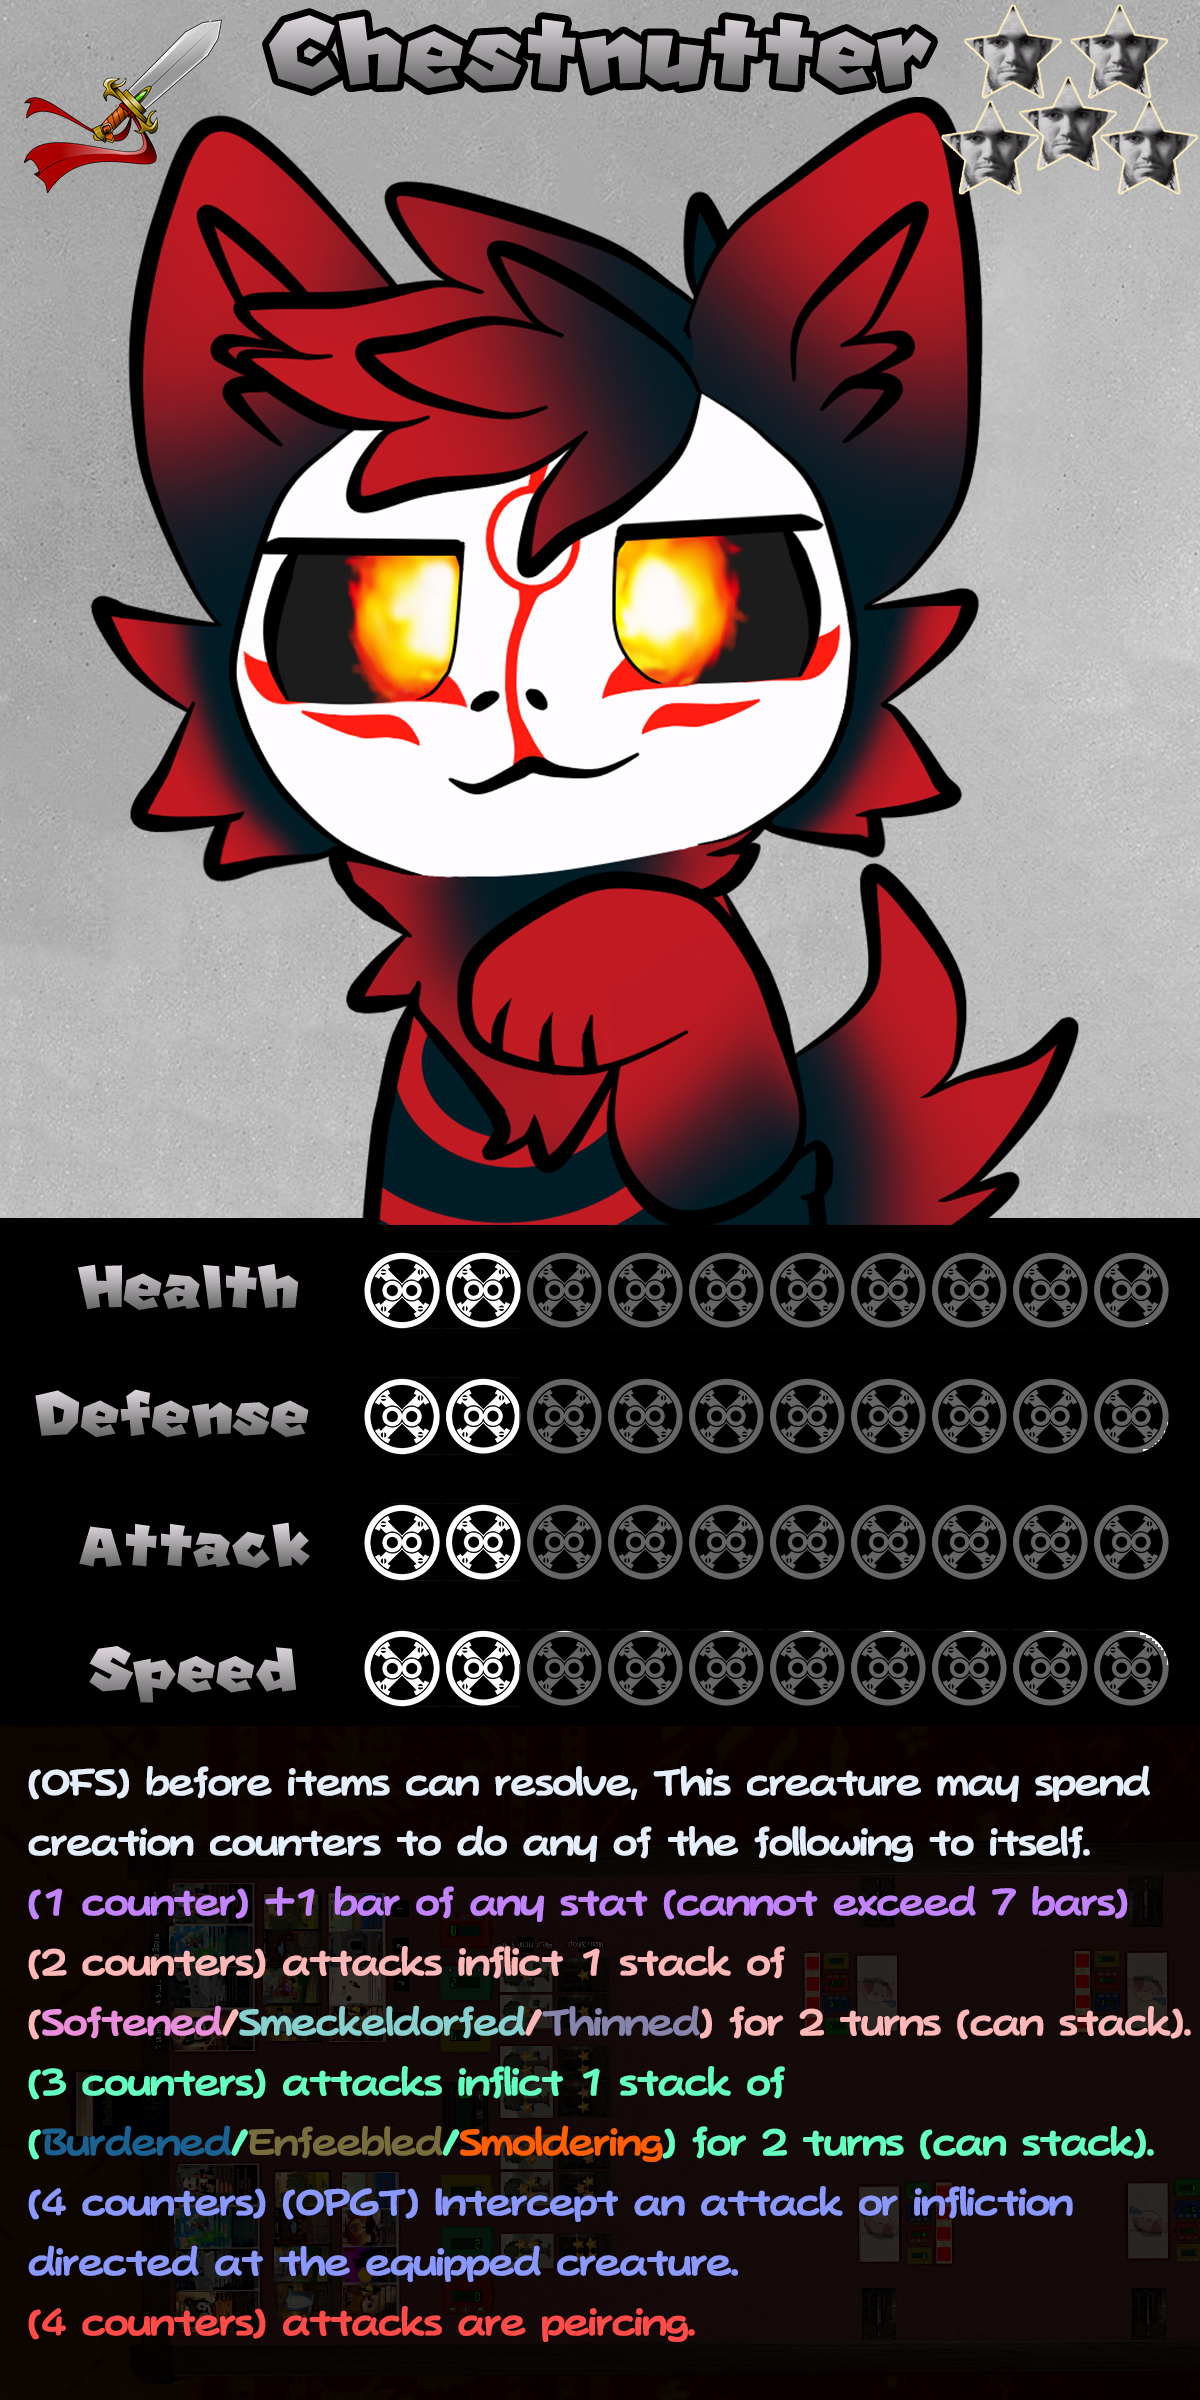 Chestnutter
Health
Defense
Attack
Speed
(OFS) before items can resolve, This creature may spend
creation counters to do any of the following to itself.
(1 counter) +1 bar of any stat (cannot exceed 7 bars)
(2 counters) attacks inflict 1 stack of
(Softened/Smeckeldorfed/Thinned) for 2 turns (can stack).
(3 counters) attacks inflict 1 stack of
(Burdened/Enfeebled/Smoldering) for 2 turns (can stack).
(4 counters) (OPGT) Intercept an attack or infliction
directed at the equipped creature.
(4 counters) attacks are peircing.